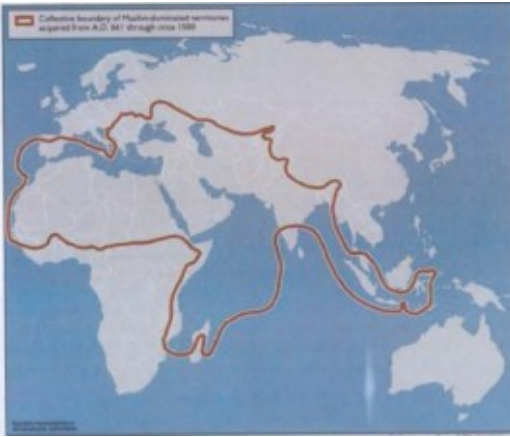 Collective boundary of Muslim-dominated territories
acquired from A.D. 661 through circa 1500